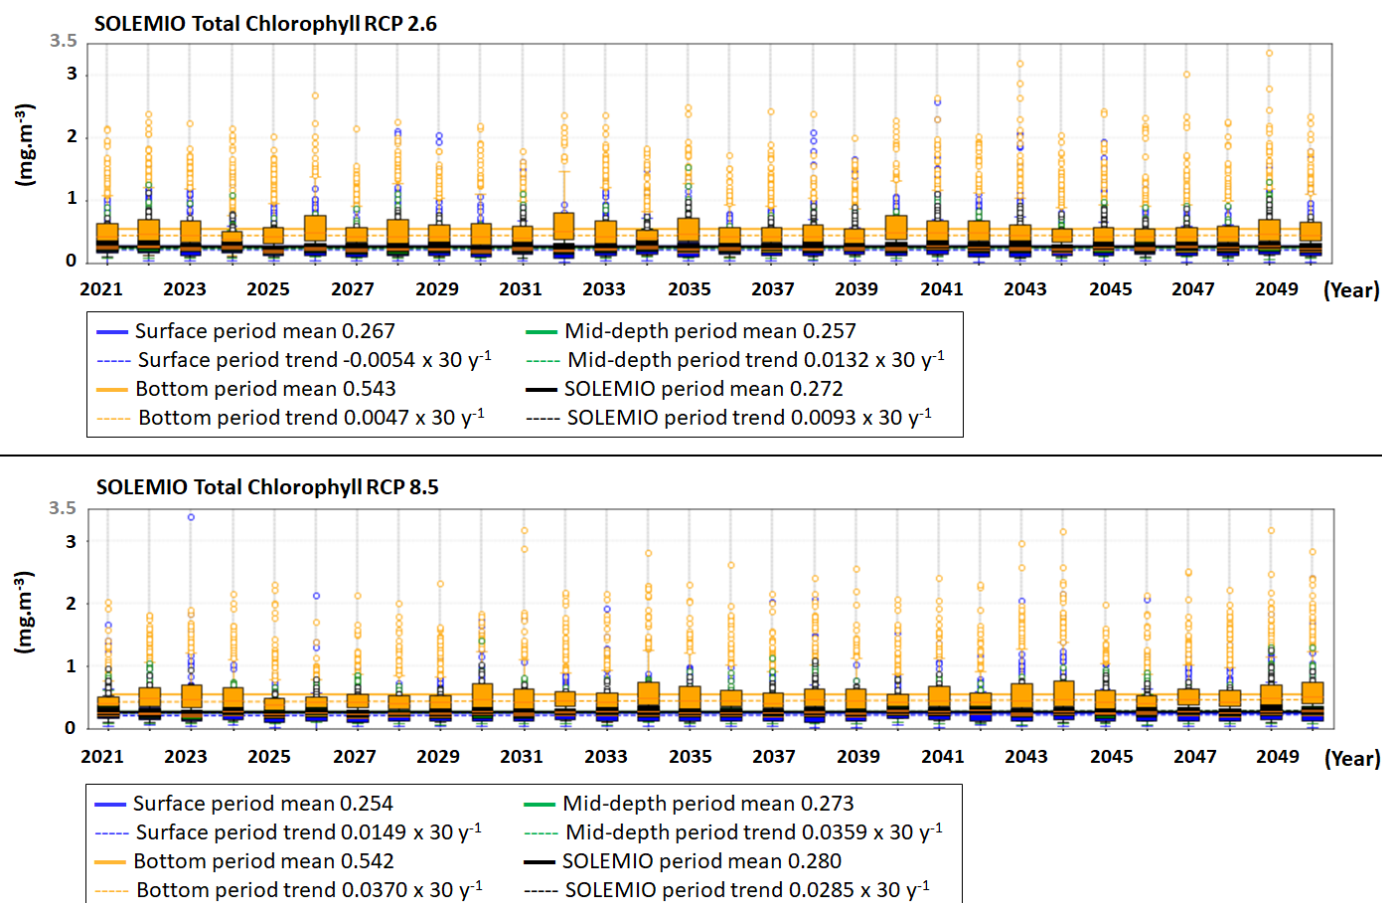 SOLEMIO Total Chlorophyll RCP 2.6
3.5
3
2
1
0
(mg.m-3)
2021 2023 2025 2027 2029 2031 2033 2035 2037 2039 2041 2043 2045 2047 2049 (Year)
Surface period mean 0.267 Mid-depth period mean 0.257
Surface period trend -0.0054 x 30 y-1 Mid-depth period trend 0.0132 x 30 y-1
Bottom period mean 0.543 SOLEMIO period mean 0.272
Bottom period trend 0.0047 x 30 y-1 SOLEMIO period trend 0.0093 x 30 y-1
SOLEMIO Total Chlorophyll RCP 8.5
3.5
3
2
1
0
(mg.m-3)
2021 2023 2025 2027 2029 2031 2033 2035 2037 2039 2041 2043 2045 2047 2049 (Year)
Surface period mean 0.254 Mid-depth period mean 0.273
Surface period trend 0.0149 x 30 y-1 Mid-depth period trend 0.0359 x 30 y-1
Bottom period mean 0.542 SOLEMIO period mean 0.280
Bottom period trend 0.0370 x 30 y-1 SOLEMIO period trend 0.0285 x 30 y-1